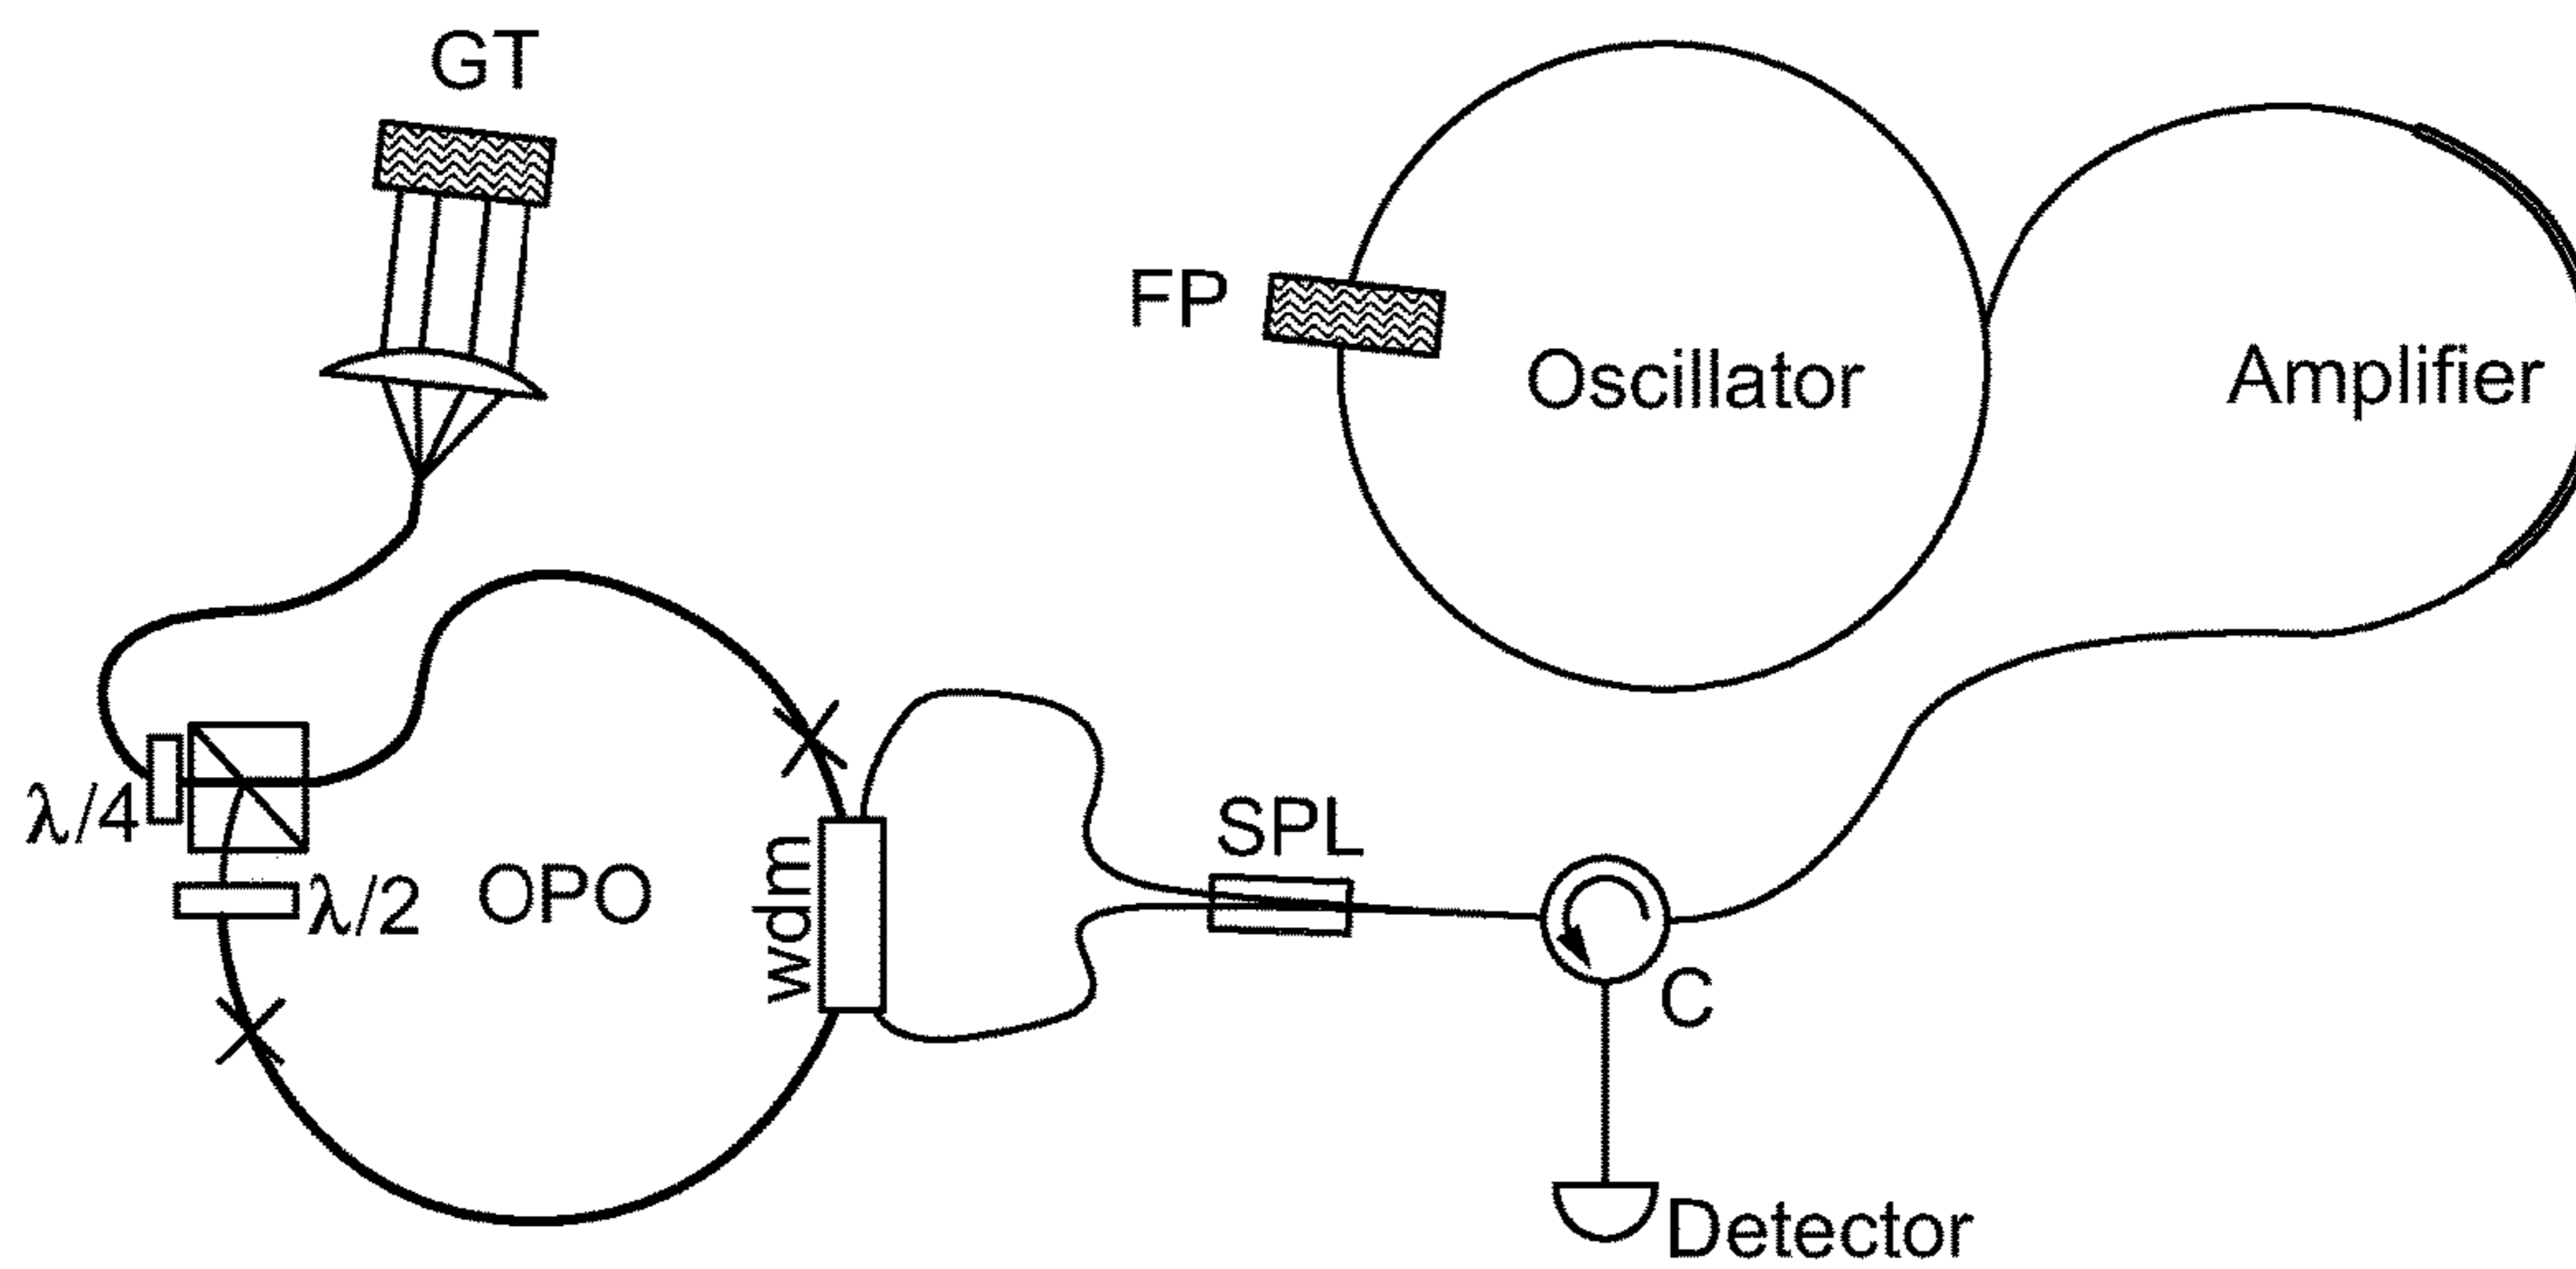 GT
FP
Oscillator
Amplifier
λ/4
OPO
λ/2
wdm
SPL
C
Detector